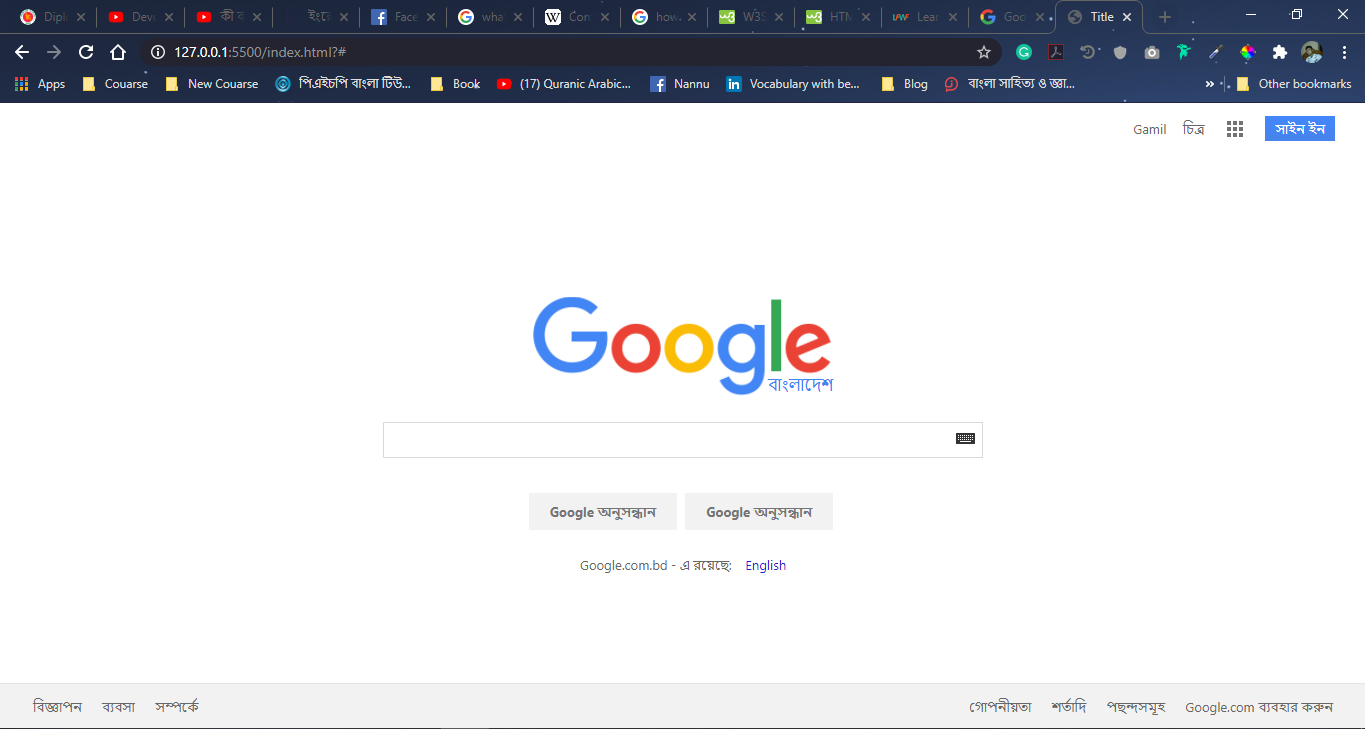 Dipl Dev কী ব ইংরে Face wha Con how W3S HTM Lear Goo Title
127.0.0.1:5500/index.html?#
Apps Couarse New Couarse পিএইচপি বাংলা টিউ... Book (17) Quranic Arabic... Nannu Vocabulary with be... Blog বাংলা সাহিত্য ও জ্ঞা... » Other bookmarks
Gamil চিত্র সাইন ইন
Google
বাংলাদেশ
Google অনুসন্ধান Google অনুসন্ধান
Google.com.bd - এ রয়েছে: English
বিজ্ঞাপন ব্যবসা সম্পর্কে গোপনীয়তা শর্তাদি পছন্দসমূহ Google.com ব্যবহার করুন